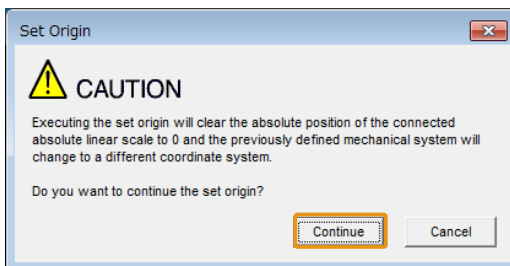 Set Origin
CAUTION
Executing the set origin will clear the absolute position of the connected
absolute linear scale to 0 and the previously defined mechanical system will
change to a different coordinate system.
Do you want to continue the set origin?
Continue
Cancel